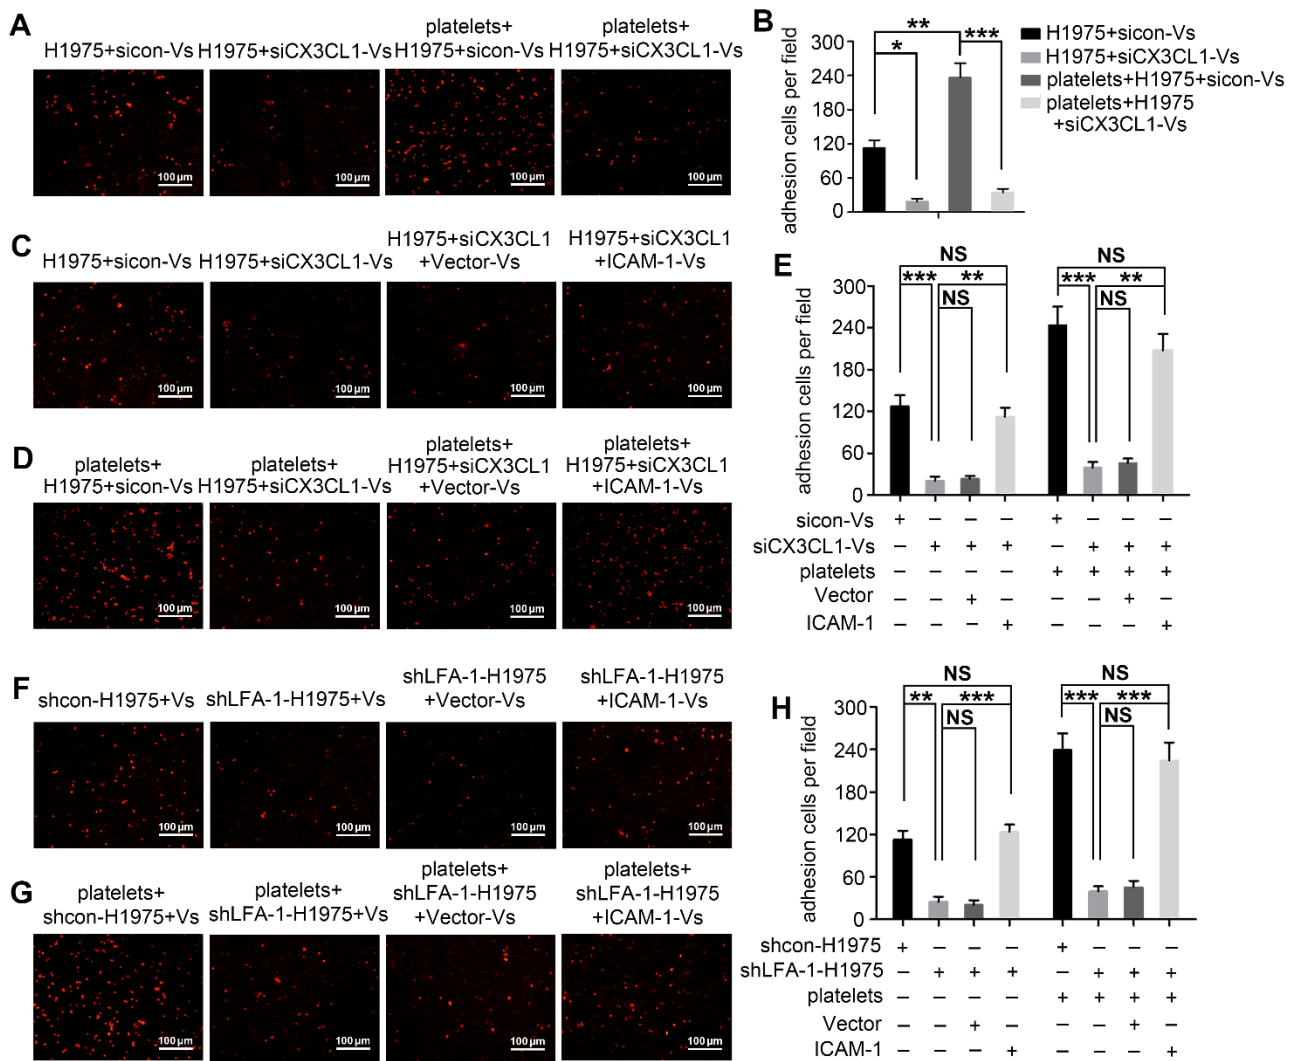 A
H1975+sicon-Vs
H1975+siCX3CL1-Vs
platelets+
H1975+sicon-Vs
platelets+
H1975+siCX3CL1-Vs
100 µm
100 µm
100 µm
100 µm
B
adhesion cells per field
300
240
180
120
60
0
*
**
***
H1975+sicon-Vs
H1975+siCX3CL1-Vs
platelets+H1975+sicon-Vs
platelets+H1975
+siCX3CL1-Vs
C
H1975+sicon-Vs
H1975+siCX3CL1-Vs
H1975+siCX3CL1
+Vector-Vs
H1975+siCX3CL1
+ICAM-1-Vs
100 µm
100 µm
100 µm
100 µm
D
platelets+
H1975+sicon-Vs
platelets+
H1975+siCX3CL1-Vs
platelets+
H1975+siCX3CL1
+Vector-Vs
platelets+
H1975+siCX3CL1
+ICAM-1-Vs
100 µm
100 µm
100 µm
100 µm
E
adhesion cells per field
300
240
180
120
60
0
NS
*** **
NS
NS
*** **
NS
sicon-Vs + – – – + – – –
siCX3CL1-Vs – + + + – + + +
platelets – – – – + + + +
Vector – – + – – – + –
ICAM-1 – – – + – – – +
F
shcon-H1975+Vs
shLFA-1-H1975+Vs
shLFA-1-H1975
+Vector-Vs
shLFA-1-H1975
+ICAM-1-Vs
100 µm
100 µm
100 µm
100 µm
G
platelets+
shcon-H1975+Vs
platelets+
shLFA-1-H1975+Vs
platelets+
shLFA-1-H1975
+Vector-Vs
platelets+
shLFA-1-H1975
+ICAM-1-Vs
100 µm
100 µm
100 µm
100 µm
H
adhesion cells per field
300
240
180
120
60
0
NS
** ***
NS
NS
*** ***
NS
shcon-H1975 + – – – + – – –
shLFA-1-H1975 – + + + – + + +
platelets – – – – + + + +
Vector – – + – – – + –
ICAM-1 – – – + – – – +